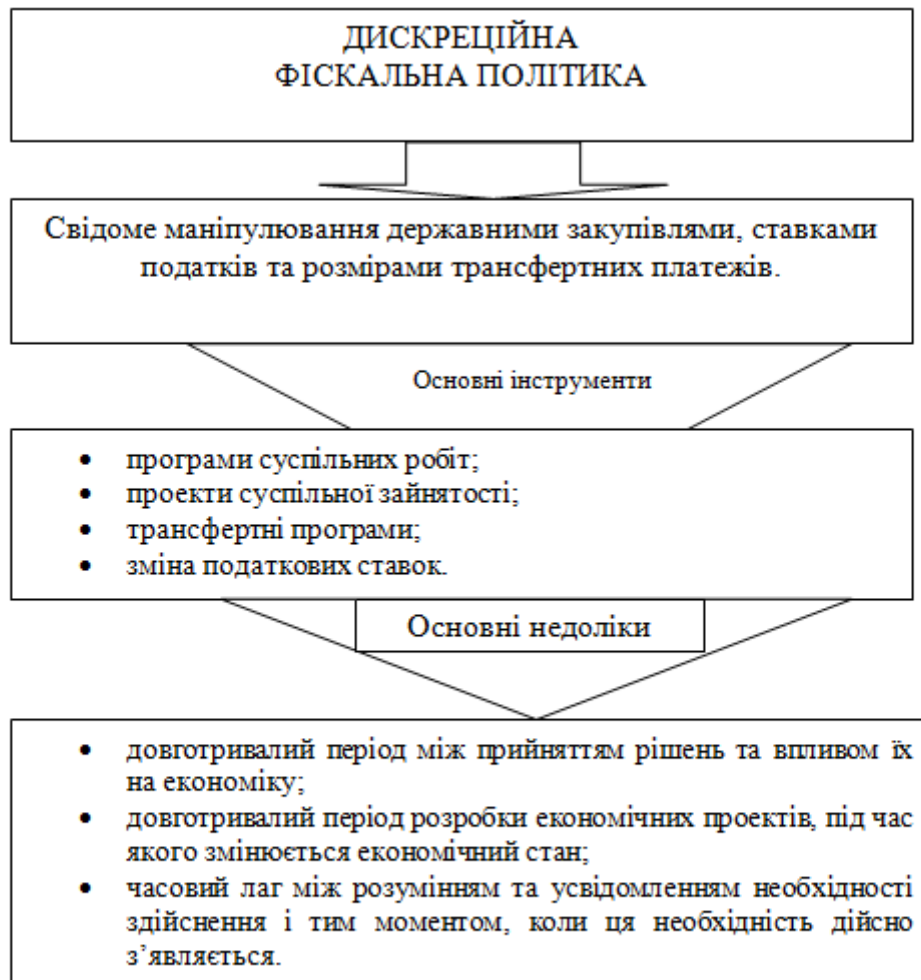 ДИСКРЕЦІЙНА
ФІСКАЛЬНА ПОЛІТИКА
Свідоме маніпулювання державними закупівлями, ставками
податків та розмірами трансфертних платежів.
Основні інструменти
• програми суспільних робіт;
• проекти суспільної зайнятості;
• трансфертні програми;
• зміна податкових ставок.
Основні недоліки
• довготривалий період між прийняттям рішень та впливом їх
на економіку;
• довготривалий період розробки економічних проектів, під час
якого змінюється економічний стан;
• часовий лаг між розумінням та усвідомленням необхідності
здійснення і тим моментом, коли ця необхідність дійсно
з’являється.